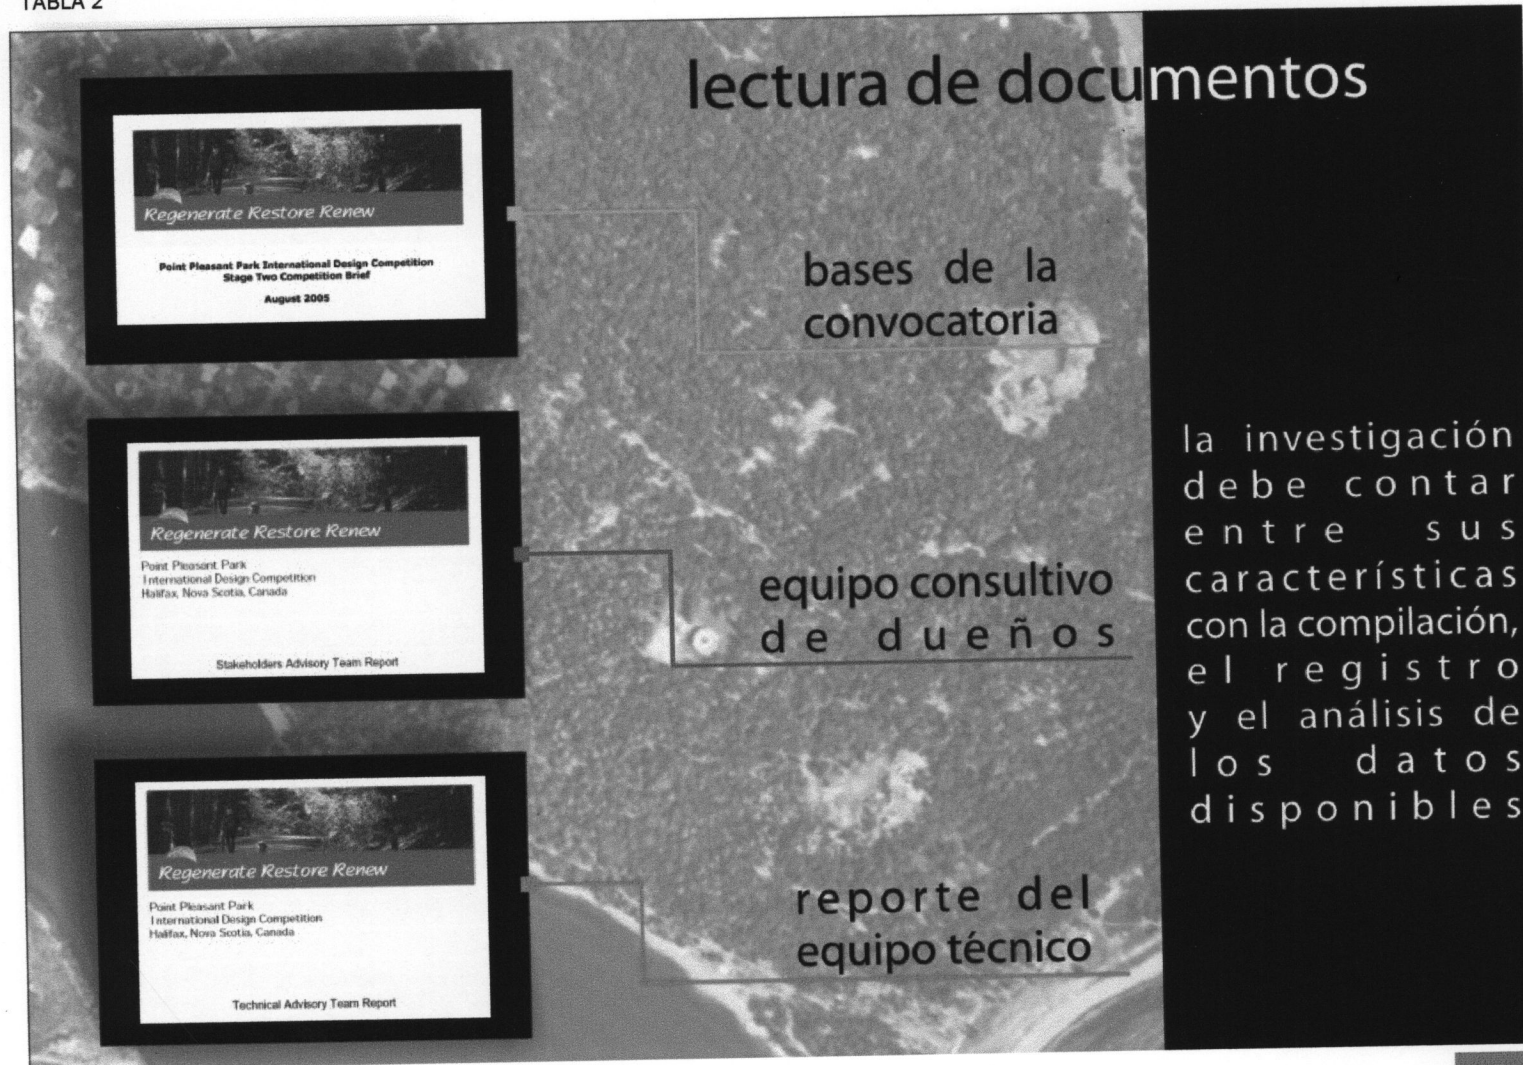 TABLA 2
lectura de documentos
Regenerate Restore Renew
Point Pleasant Park International Design Competition
Stage Two Competition Brief
August 2005
bases de la
convocatoria
Regenerate Restore Renew
Point Pleasant Park
International Design Competition
Halifax, Nova Scotia, Canada
Stakeholders Advisory Team Report
equipo consultivo
de dueños
Regenerate Restore Renew
Point Pleasant Park
International Design Competition
Halifax, Nova Scotia, Canada
Technical Advisory Team Report
reporte del
equipo técnico
la investigación
debe contar
entre sus
características
con la compilación,
el registro
y el análisis de
los datos
disponibles